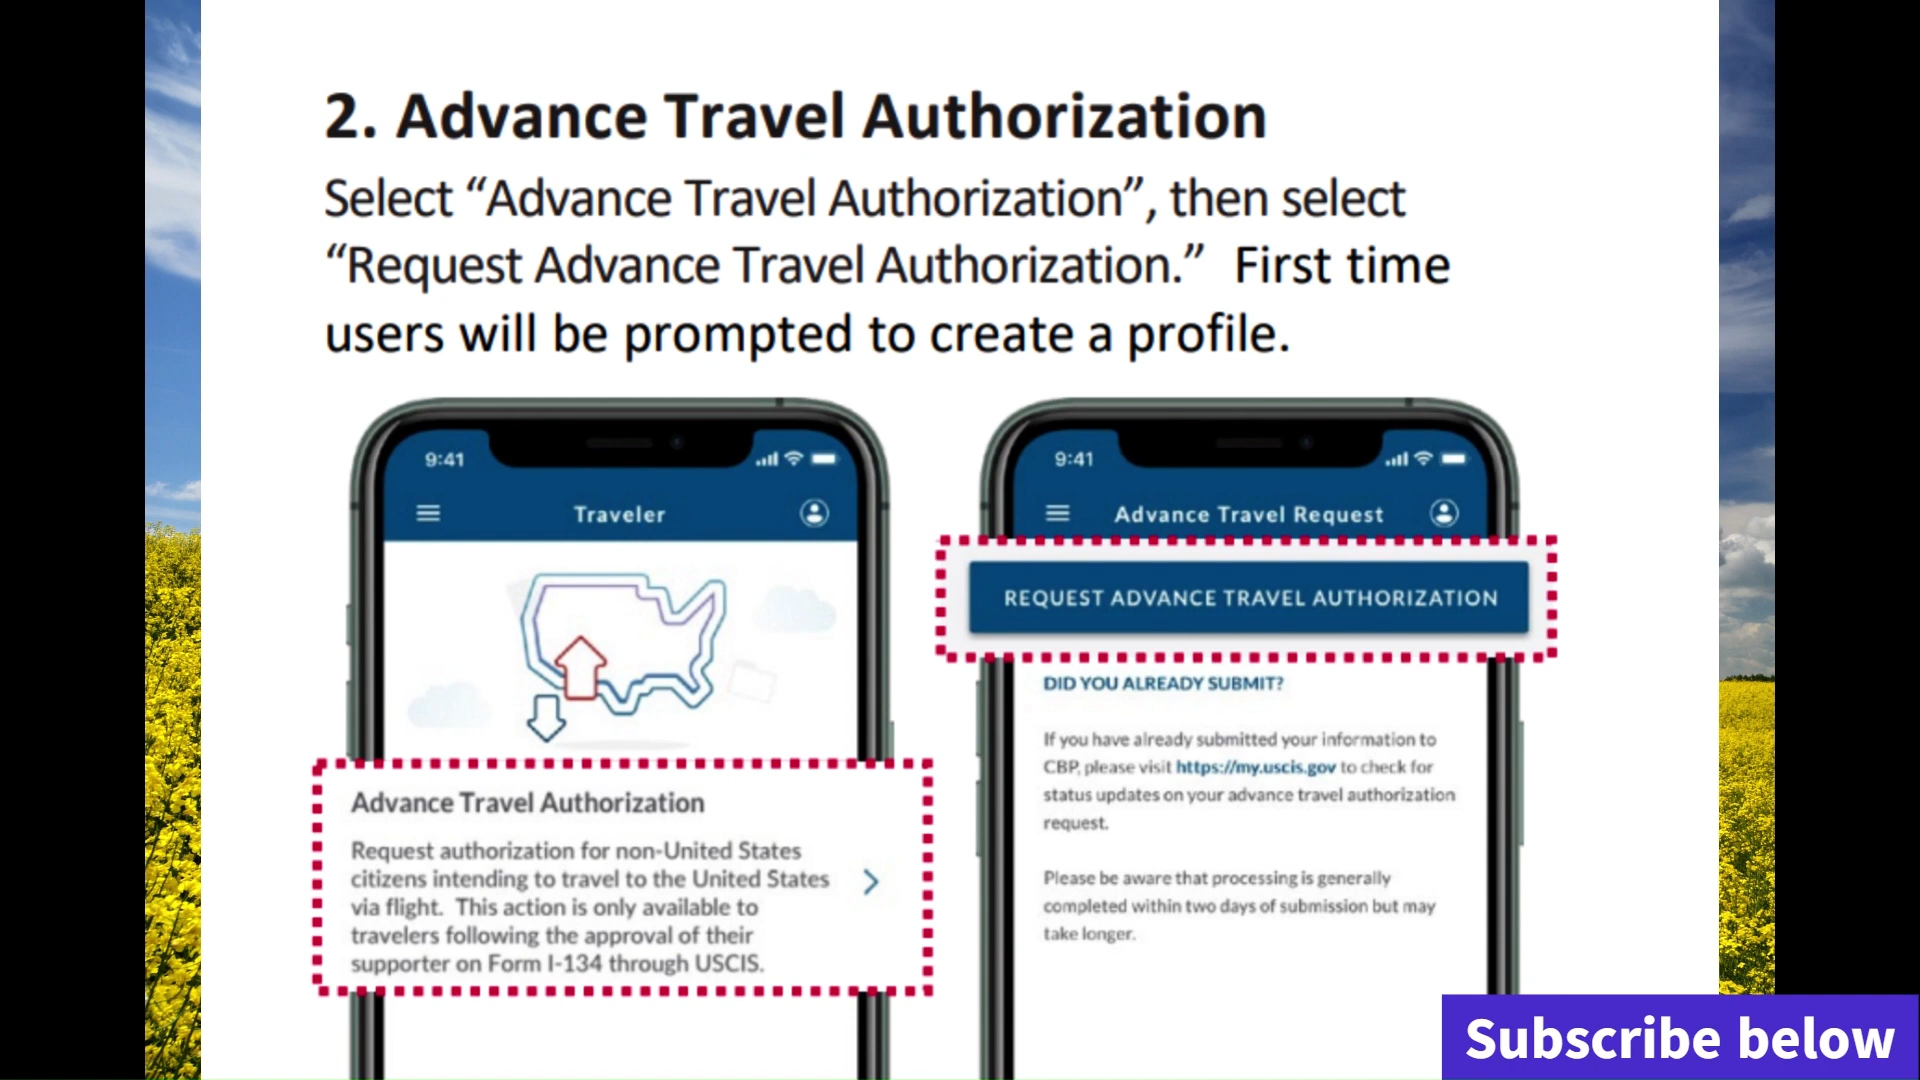 2. Advance Travel Authorization
Select “Advance Travel Authorization”, then select
“Request Advance Travel Authorization.” First time
users will be prompted to create a profile.
9:41
Traveler
Advance Travel Authorization
Request authorization for non-United States
citizens intending to travel to the United States
via flight. This action is only available to
travelers following the approval of their
supporter on Form I-134 through USCIS.
9:41
Advance Travel Request
REQUEST ADVANCE TRAVEL AUTHORIZATION
DID YOU ALREADY SUBMIT?
If you have already submitted your information to
CBP, please visit https://my.uscis.gov to check for
status updates on your advance travel authorization
request.
Please be aware that processing is generally
completed within two days of submission but may
take longer.
Subscribe below